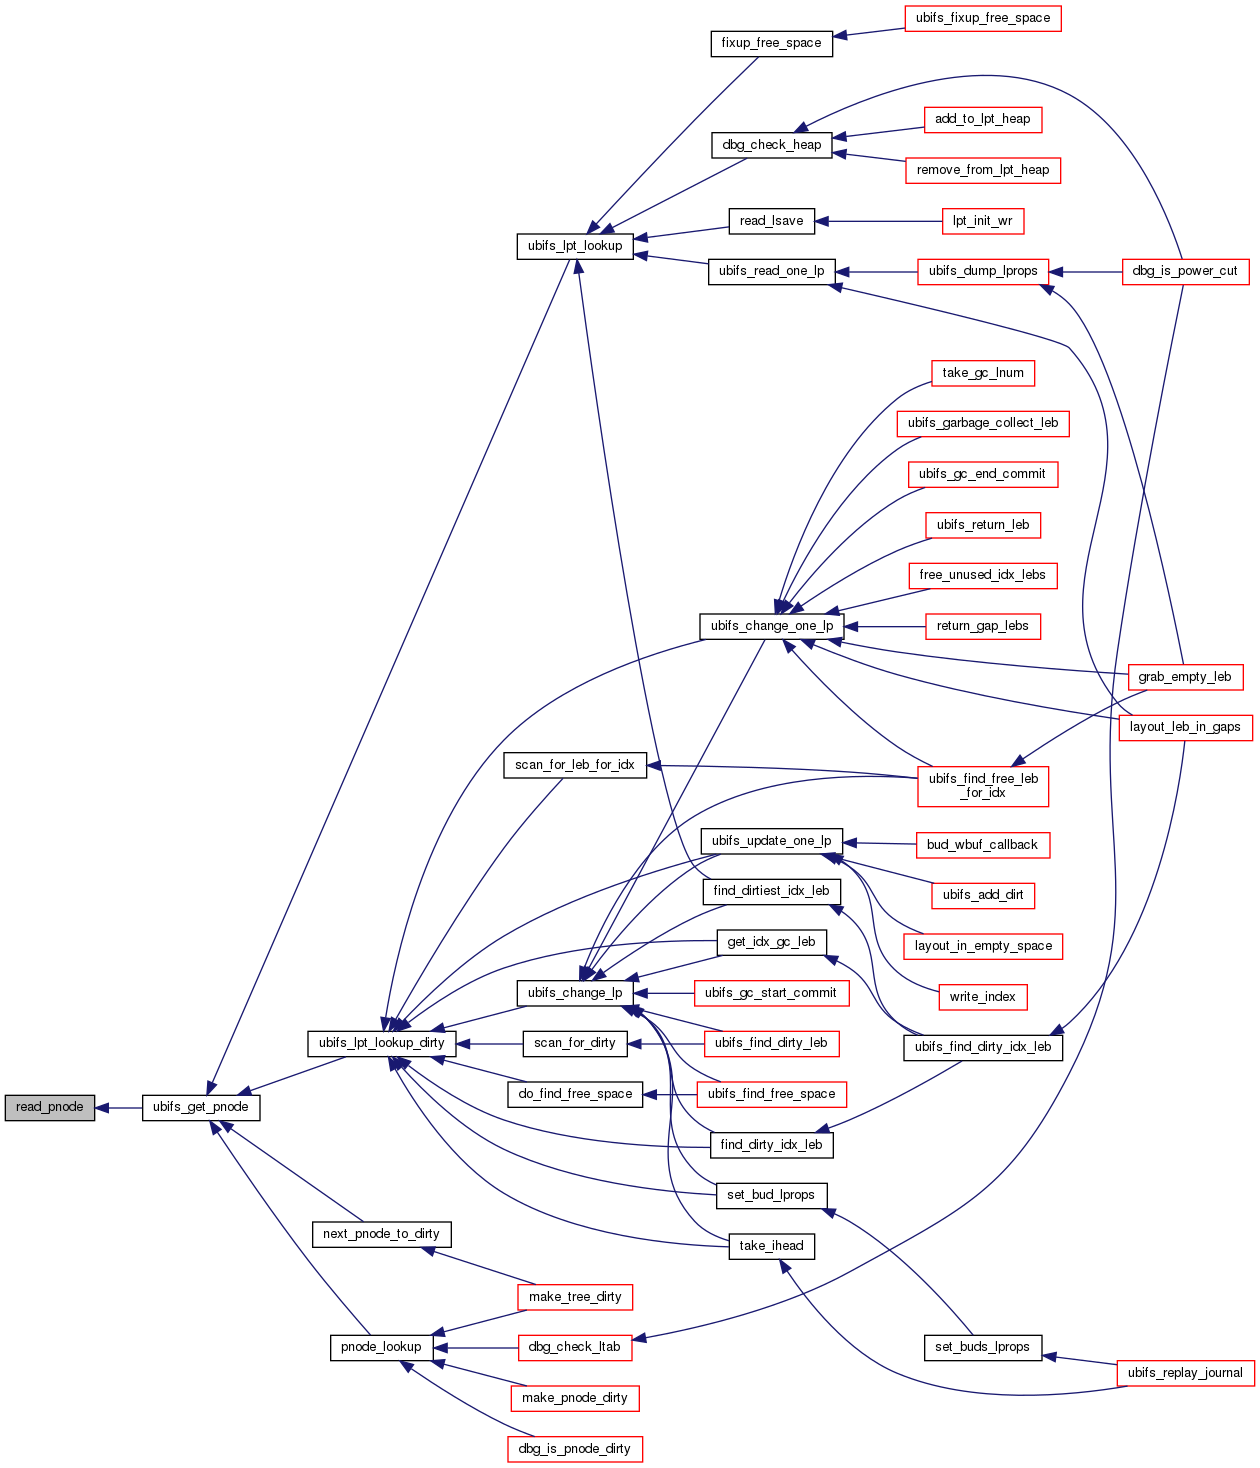 ubifs_fixup_free_space
fixup_free_space
add_to_lpt_heap
dbg_check_heap
remove_from_lpt_heap
read_lsave
lpt_init_wr
ubifs_lpt_lookup
ubifs_read_one_lp
ubifs_dump_lprops
dbg_is_power_cut
take_gc_lnum
ubifs_garbage_collect_leb
ubifs_gc_end_commit
ubifs_return_leb
free_unused_idx_lebs
ubifs_change_one_lp
return_gap_lebs
grab_empty_leb
layout_leb_in_gaps
scan_for_leb_for_idx
ubifs_find_free_leb
_for_idx
ubifs_update_one_lp
bud_wbuf_callback
find_dirtiest_idx_leb
ubifs_add_dirt
get_idx_gc_leb
layout_in_empty_space
ubifs_change_lp
ubifs_gc_start_commit
write_index
ubifs_lpt_lookup_dirty
scan_for_dirty
ubifs_find_dirty_leb
ubifs_find_dirty_idx_leb
do_find_free_space
ubifs_find_free_space
read_pnode
ubifs_get_pnode
find_dirty_idx_leb
set_bud_lprops
next_pnode_to_dirty
take_ihead
make_tree_dirty
pnode_lookup
dbg_check_ltab
set_buds_lprops
ubifs_replay_journal
make_pnode_dirty
dbg_is_pnode_dirty